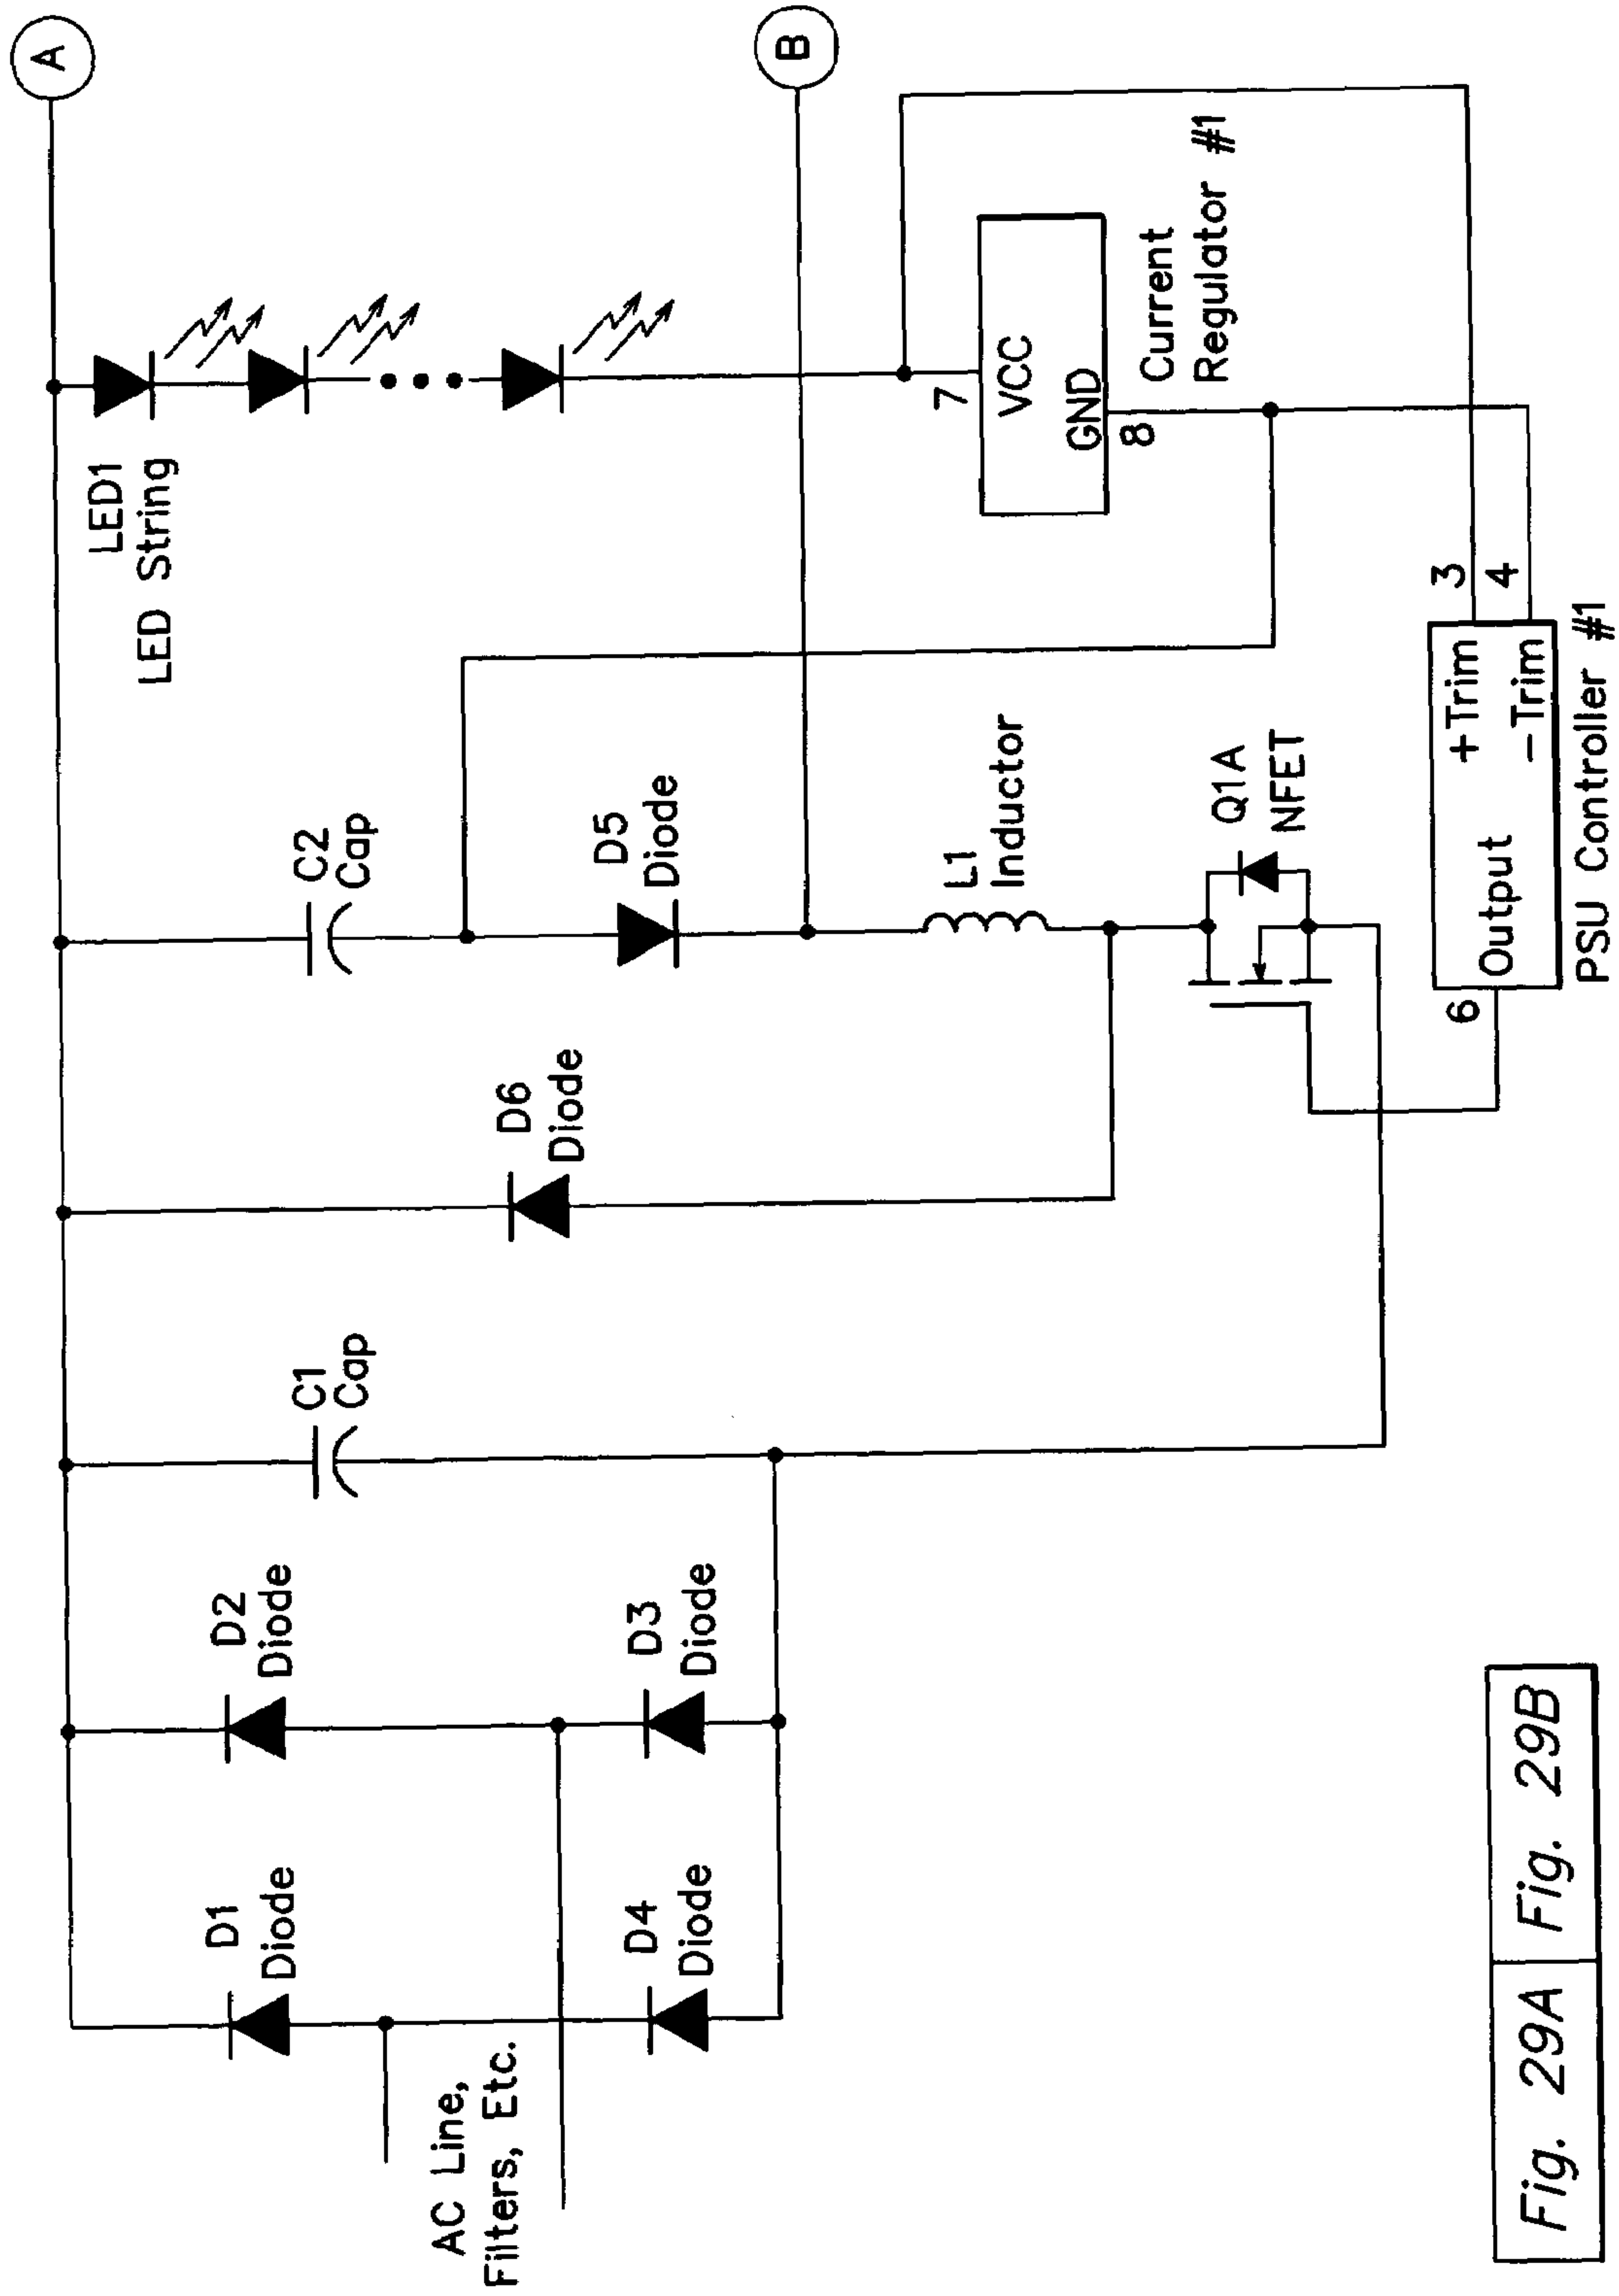 A
B
LED1
LED String
C2
Cap
D5
Diode
D6
Diode
C1
Cap
D2
Diode
D1
Diode
D3
Diode
D4
Diode
AC Line,
Filters, Etc.
L1
Inductor
Q1A
NFET
7
VCC
GND
8
Current
Regulator #1
3
4
+Trim
-Trim
Output
6
PSU Controller #1
Fig. 29A
Fig. 29B